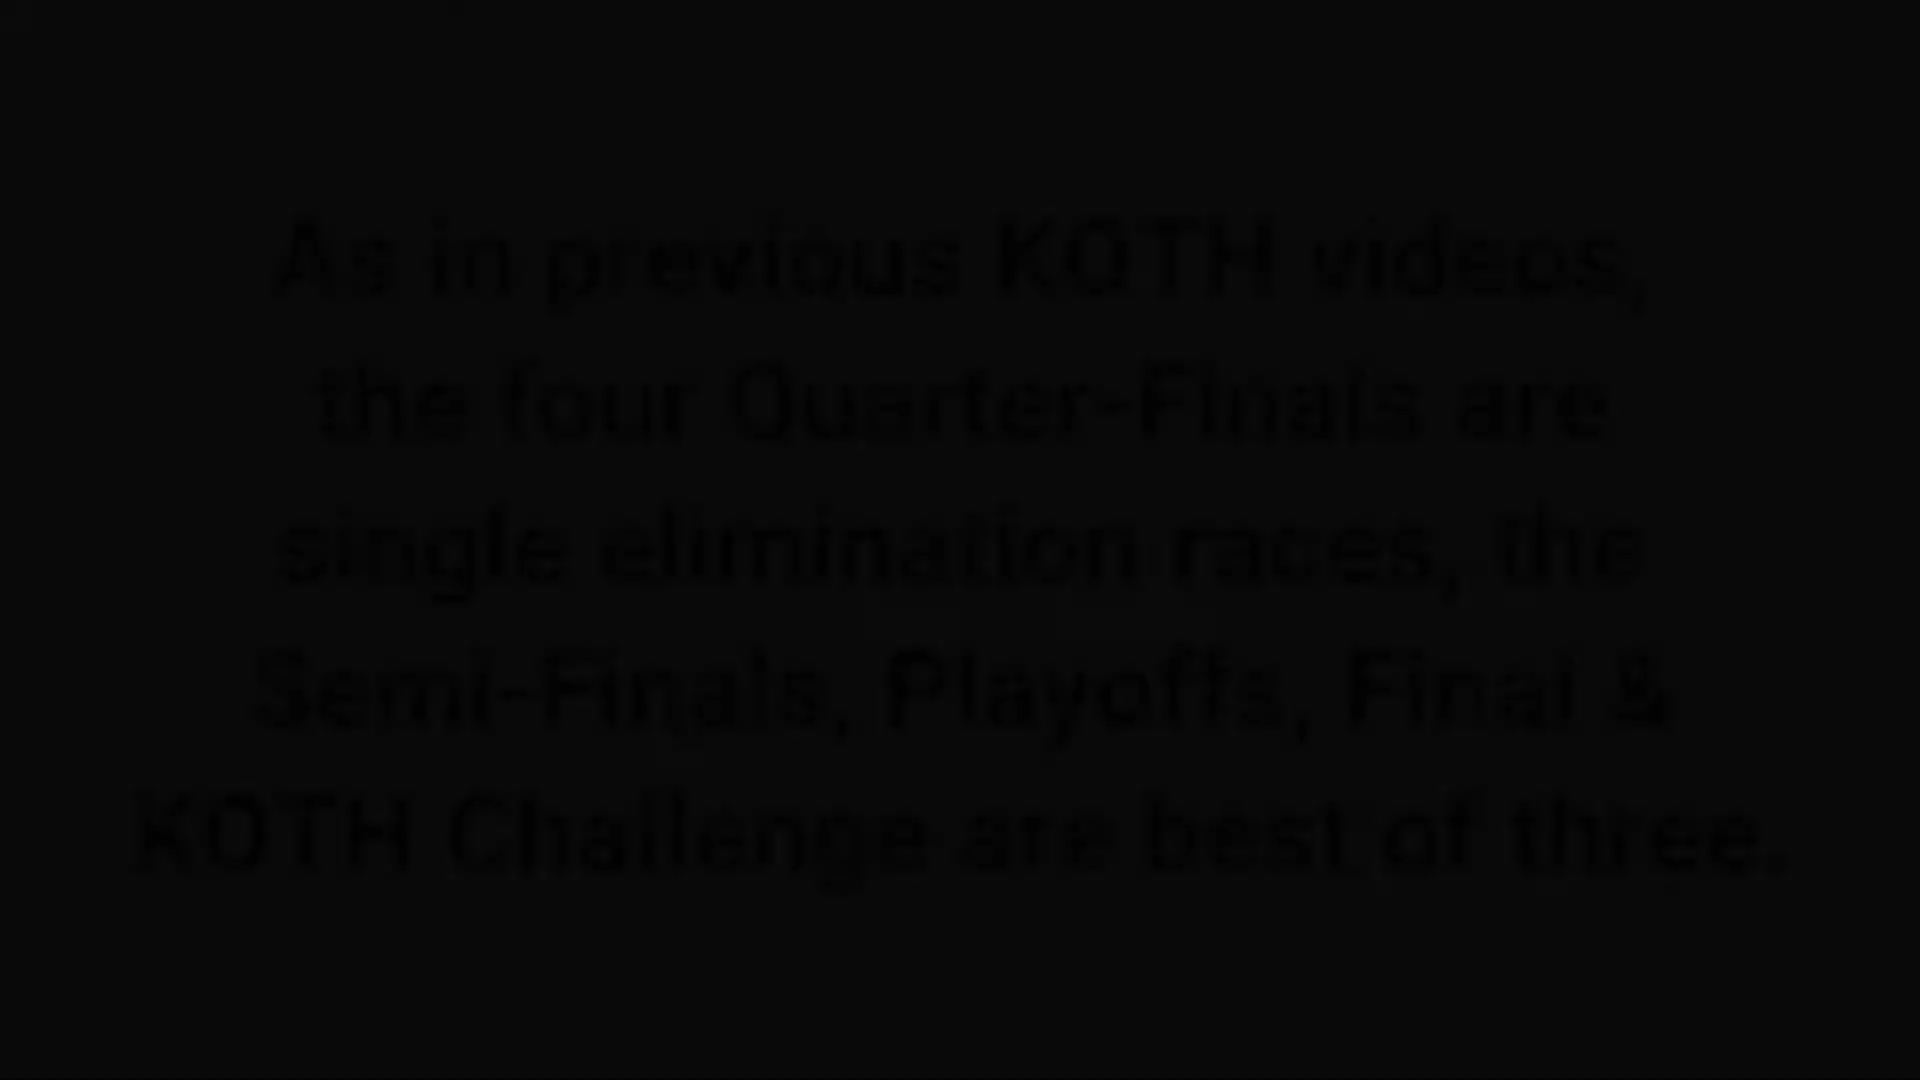 As in previous KOTH videos,
the four Quarter-Finals are
single elimination races, the
Semi-Finals, Playoffs, Final &
KOTH Challenge are best of three.